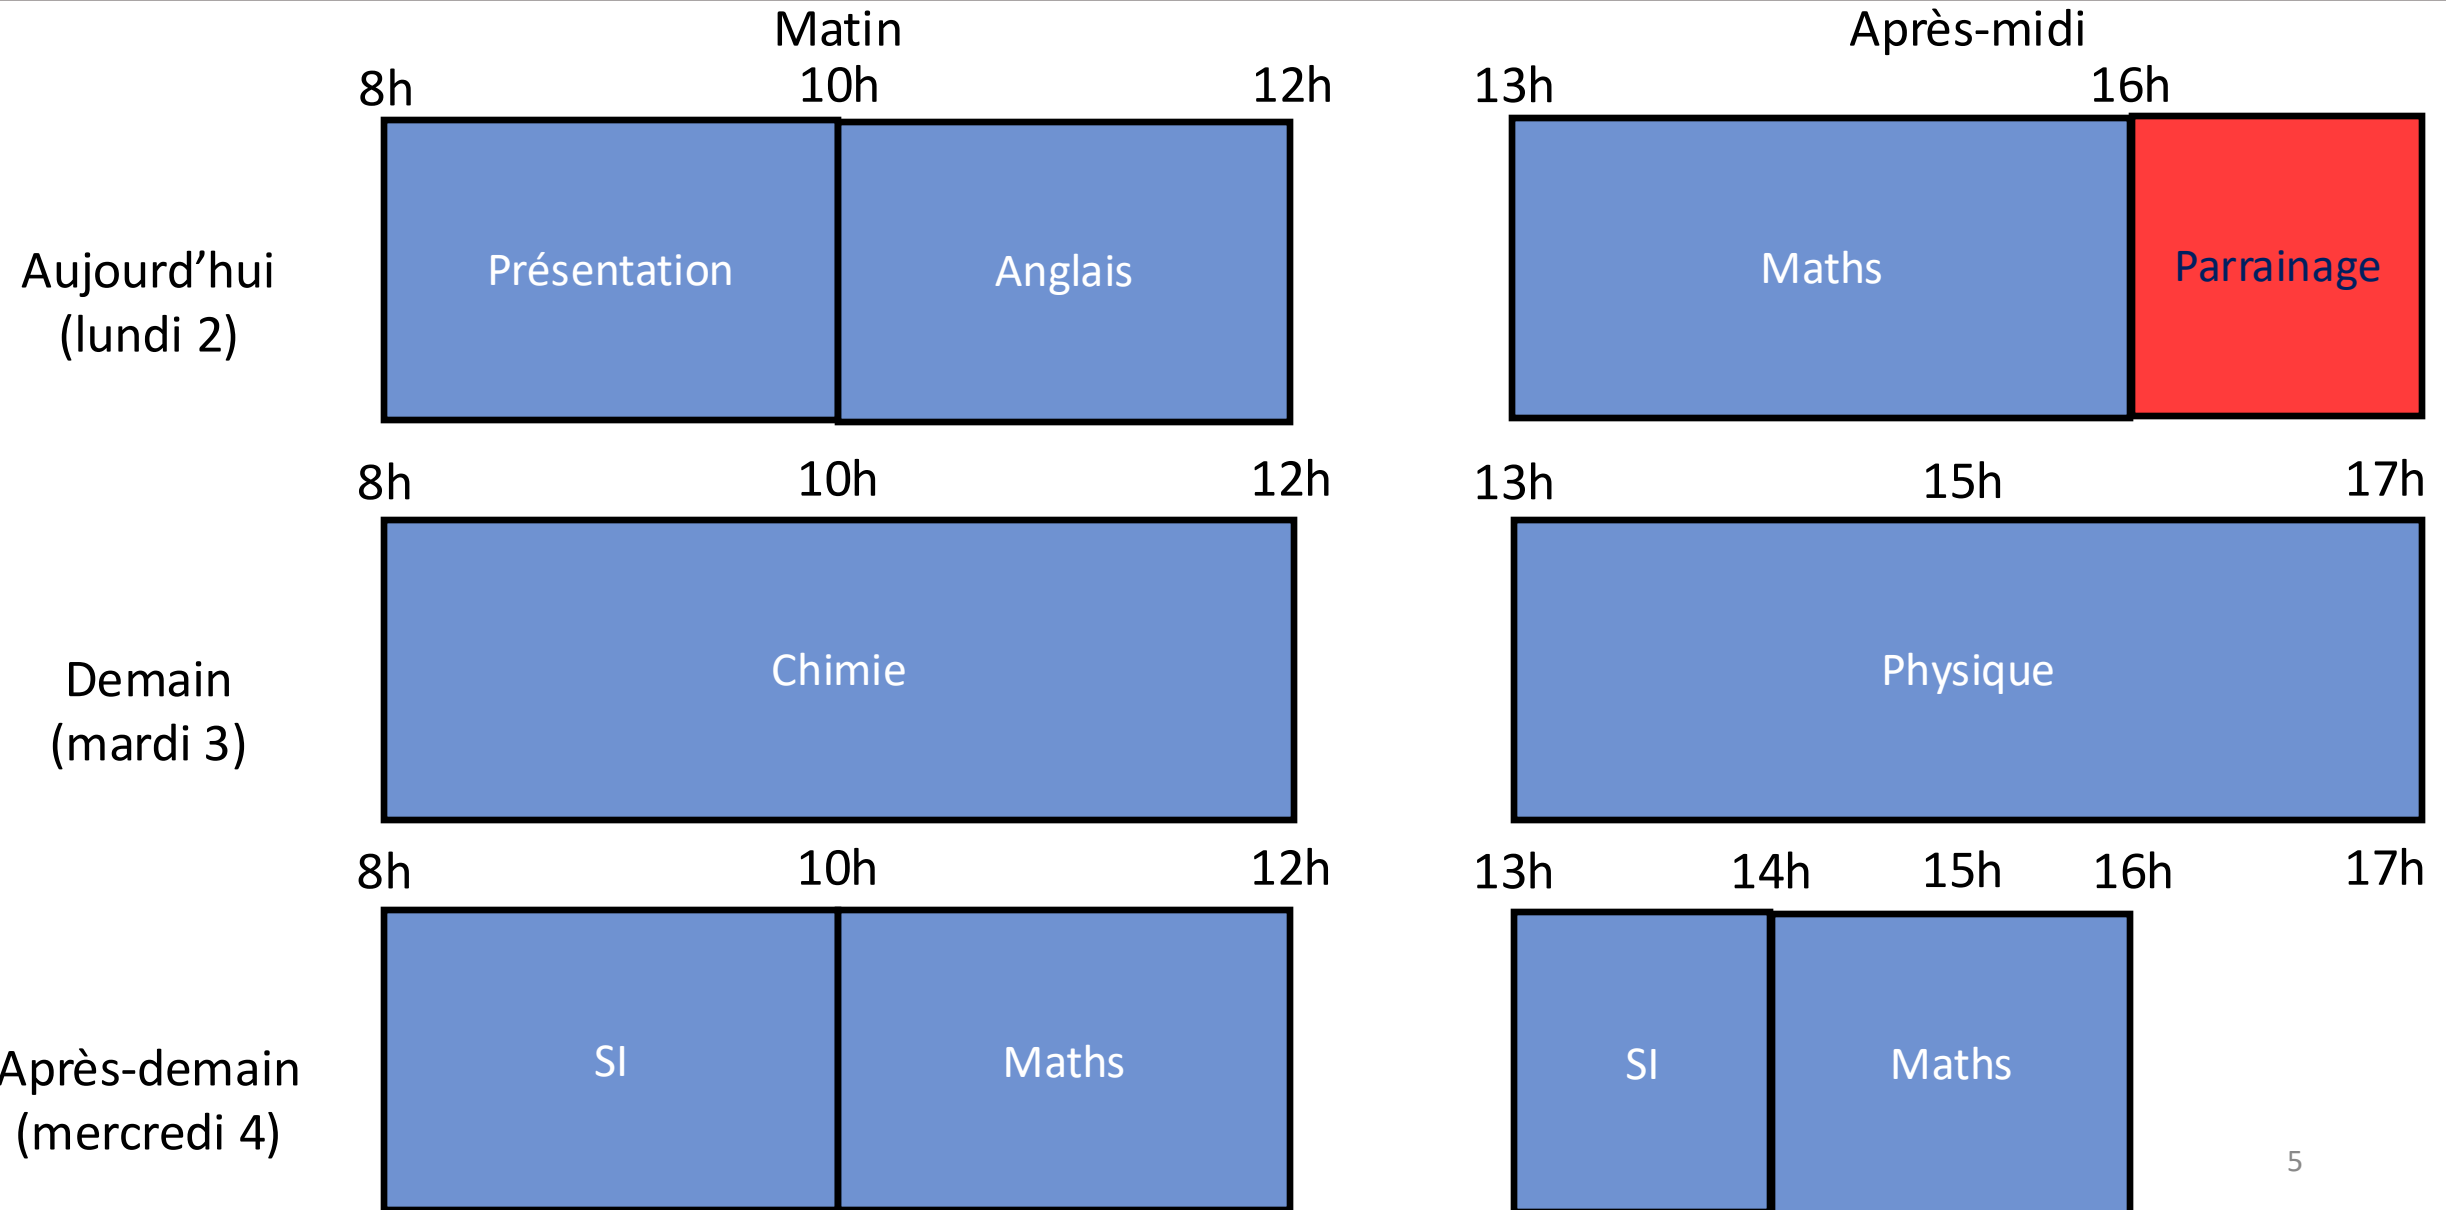 Matin
Après-midi
8h
10h
12h
13h
16h
Aujourd’hui
(lundi 2)
Présentation
Anglais
Maths
Parrainage
8h
10h
12h
13h
15h
17h
Demain
(mardi 3)
Chimie
Physique
8h
10h
12h
13h
14h
15h
16h
17h
Après-demain
(mercredi 4)
SI
Maths
SI
Maths
5